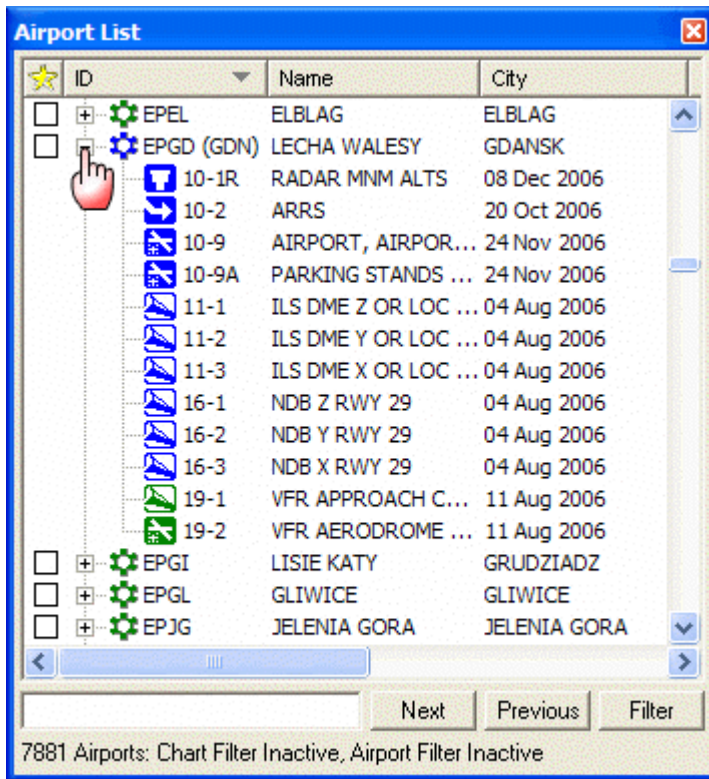 Airport List
ID Name City
EPEL ELBLAG ELBLAG
EPGD (GDN) LECHA WALESY GDANSK
10-1R RADAR MNM ALTS 08 Dec 2006
10-2 ARRS 20 Oct 2006
10-9 AIRPORT, AIRPOR... 24 Nov 2006
10-9A PARKING STANDS ... 24 Nov 2006
11-1 ILS DME Z OR LOC ... 04 Aug 2006
11-2 ILS DME Y OR LOC ... 04 Aug 2006
11-3 ILS DME X OR LOC ... 04 Aug 2006
16-1 NDB Z RWY 29 04 Aug 2006
16-2 NDB Y RWY 29 04 Aug 2006
16-3 NDB X RWY 29 04 Aug 2006
19-1 VFR APPROACH C... 11 Aug 2006
19-2 VFR AERODROME ... 11 Aug 2006
EPGI LISIE KATY GRUDZIADZ
EPGL GLIWICE GLIWICE
EPJG JELENIA GORA JELENIA GORA
Next Previous Filter
7881 Airports: Chart Filter Inactive, Airport Filter Inactive